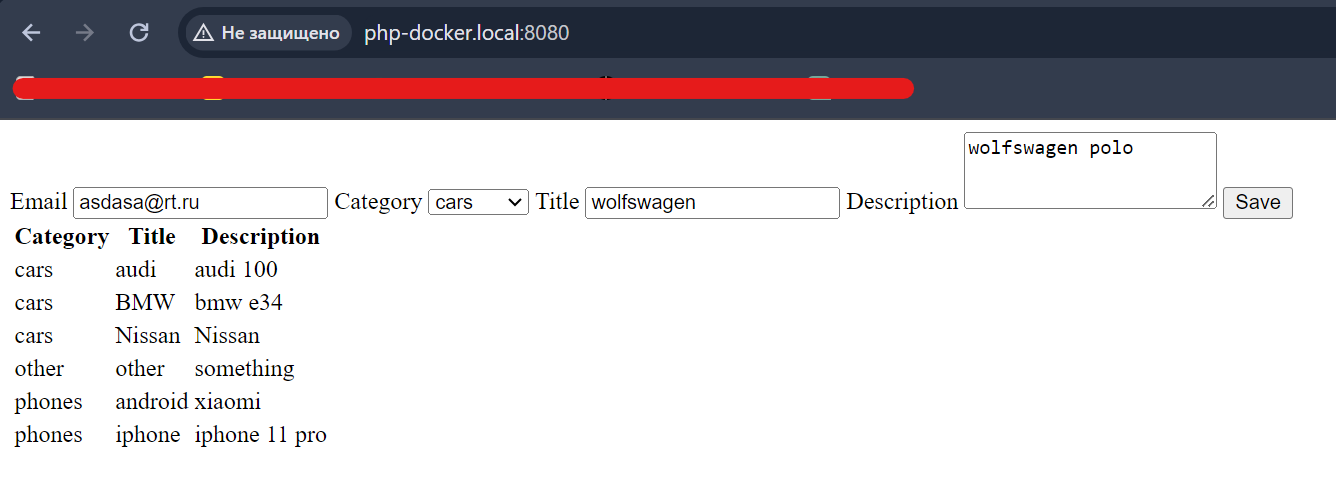 Не защищено php-docker.local:8080
wolfswagen polo
Email asdasa@rt.ru Category cars Title wolfswagen Description Save
Category Title Description
cars audi audi 100
cars BMW bmw e34
cars Nissan Nissan
other other something
phones android xiaomi
phones iphone iphone 11 pro